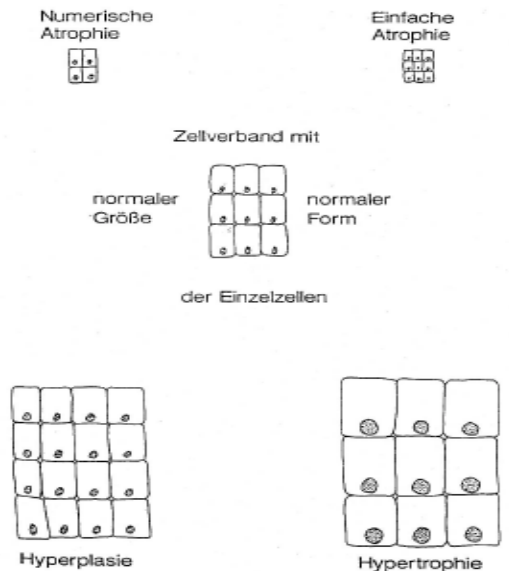 Numerische
Atrophie
Einfache
Atrophie
Zellverband mit
normaler
Größe
normaler
Form
der Einzelzellen
Hyperplasie
Hypertrophie